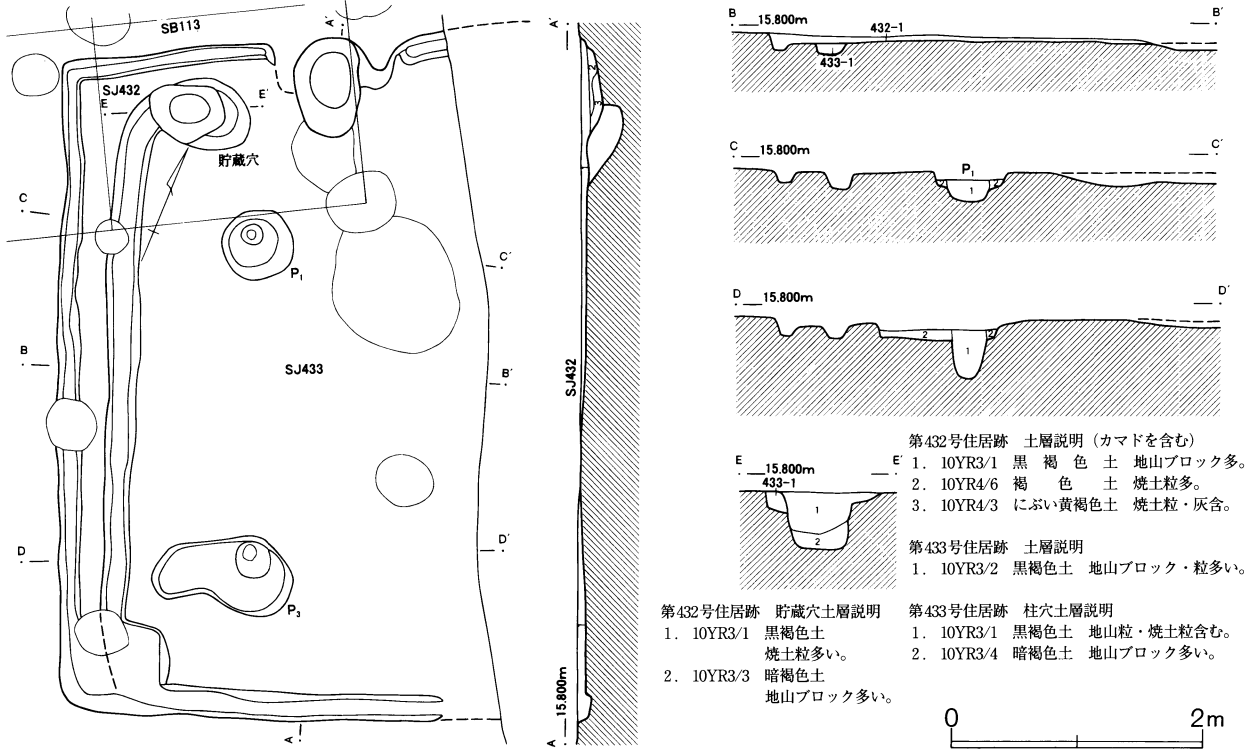 SB113
A´
SJ432
E
E´
貯蔵穴
C
C´
P1
B
SJ433
B´
D
D´
P3
A
A´
SJ432
15.800m
A
B
15.800m
432-1
B´
433-1
C
15.800m
C´
P1
1
D
15.800m
D´
2
1
2
E
15.800m
E´
433-1
1
2
第432号住居跡 土層説明（カマドを含む）
1. 10YR3/1 黒褐色土 地山ブロック多。
2. 10YR4/6 褐色土 焼土粒多。
3. 10YR4/3 にぶい黄褐色土 焼土粒・灰含。
第433号住居跡 土層説明
1. 10YR3/2 黒褐色土 地山ブロック・粒多い。
第432号住居跡 貯蔵穴土層説明
1. 10YR3/1 黒褐色土
焼土粒多い。
2. 10YR3/3 暗褐色土
地山ブロック多い。
第433号住居跡 柱穴土層説明
1. 10YR3/1 黒褐色土 地山粒・焼土粒含む。
2. 10YR3/4 暗褐色土 地山ブロック多い。
0 2m